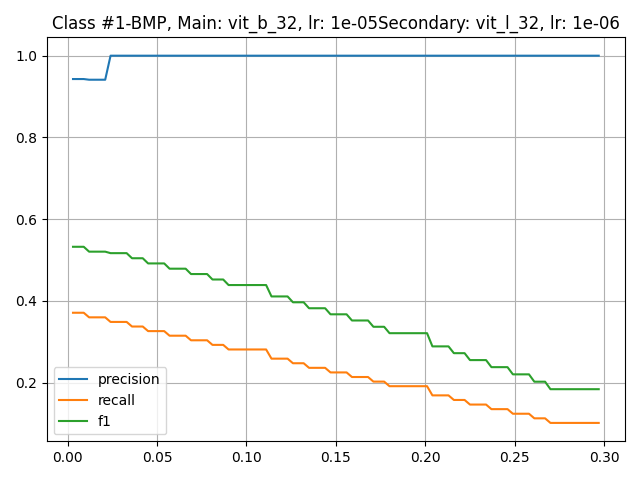 Class #1-BMP, Main: vit_b_32, lr: 1e-05Secondary: vit_l_32, lr: 1e-06
1.0
0.8
0.6
0.4
0.2
precision
recall
f1
0.00 0.05 0.10 0.15 0.20 0.25 0.30